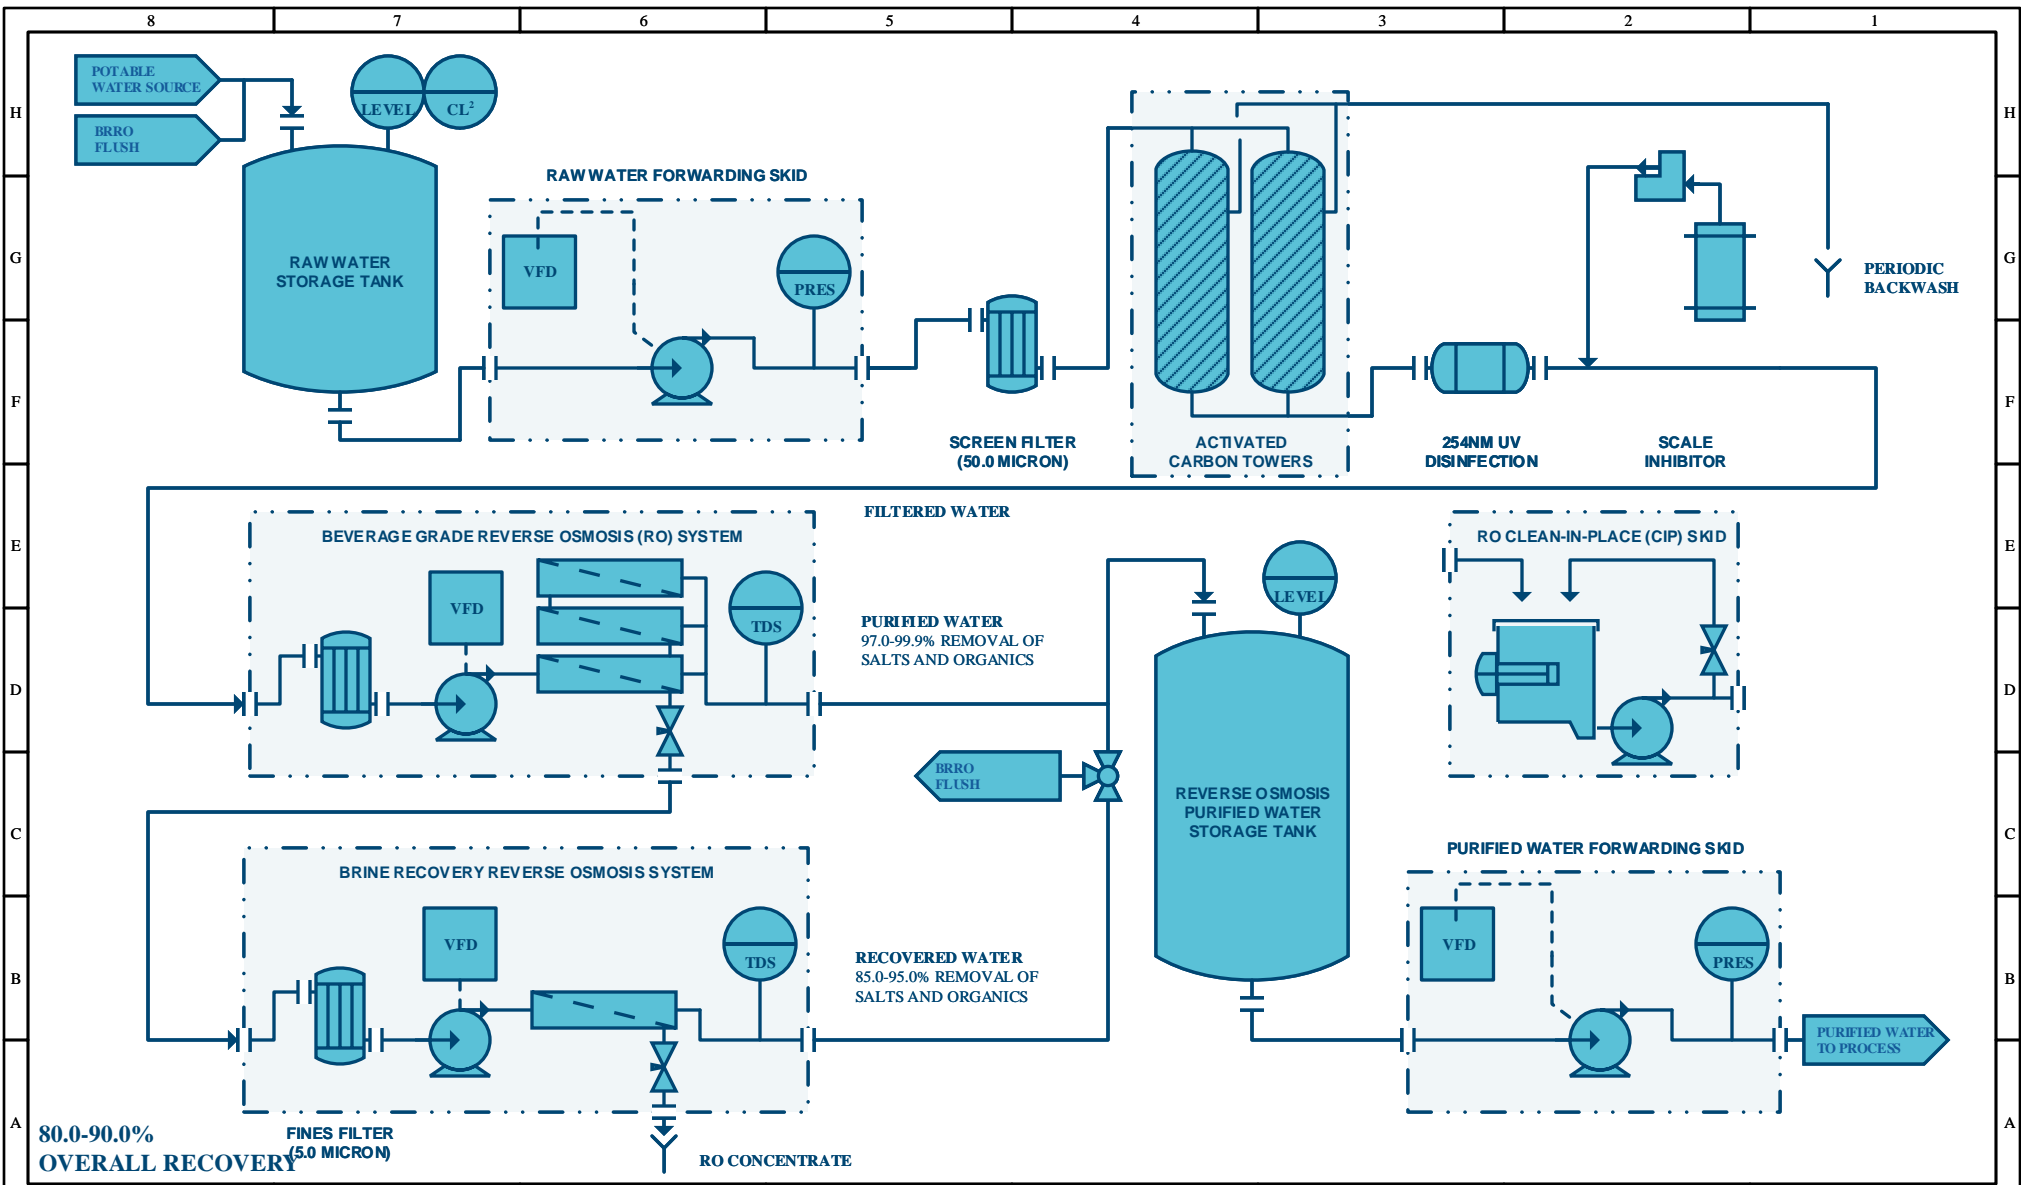 8 7 6 5 4 3 2 1
H
G
F
E
D
C
B
A
H
G
F
E
D
C
B
A
POTABLE
WATER SOURCE
BRRO
FLUSH
LEVEL
CL²
RAW WATER
STORAGE TANK
RAW WATER FORWARDING SKID
VFD
PRES
SCREEN FILTER
(50.0 MICRON)
ACTIVATED
CARBON TOWERS
254NM UV
DISINFECTION
SCALE
INHIBITOR
PERIODIC
BACKWASH
FILTERED WATER
BEVERAGE GRADE REVERSE OSMOSIS (RO) SYSTEM
VFD
TDS
PURIFIED WATER
97.0-99.9% REMOVAL OF
SALTS AND ORGANICS
LEVEL
RO CLEAN-IN-PLACE (CIP) SKID
BRRO
FLUSH
REVERSE OSMOSIS
PURIFIED WATER
STORAGE TANK
BRINE RECOVERY REVERSE OSMOSIS SYSTEM
VFD
TDS
RECOVERED WATER
85.0-95.0% REMOVAL OF
SALTS AND ORGANICS
PURIFIED WATER FORWARDING SKID
VFD
PRES
PURIFIED WATER
TO PROCESS
80.0-90.0%
OVERALL RECOVERY
FINES FILTER
(5.0 MICRON)
RO CONCENTRATE